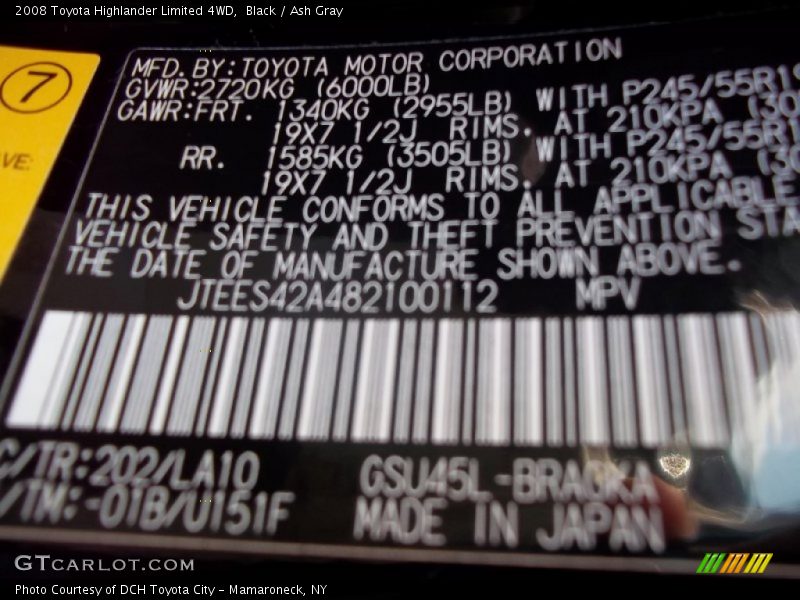 2008 Toyota Highlander Limited 4WD, Black / Ash Gray
7
VE:
MFD. BY: TOYOTA MOTOR CORPORATION
GVWR: 2720KG (6000LB)
GAWR: FRT. 1340KG (2955LB) WITH P245/55R19
19X7 1/2J RIMS. AT 210KPA (30
RR. 1585KG (3505LB) WITH P245/55R1
19X7 1/2J RIMS. AT 210KPA (30
THIS VEHICLE CONFORMS TO ALL APPLICABLE
VEHICLE SAFETY AND THEFT PREVENTION STA
THE DATE OF MANUFACTURE SHOWN ABOVE.
JTEES42A482100112 MPV
C/TR: 202/LA10 GSU45L-BRAGKA
/TM: -01B/U151F MADE IN JAPAN
GTCARLOT.COM
Photo Courtesy of DCH Toyota City - Mamaroneck, NY